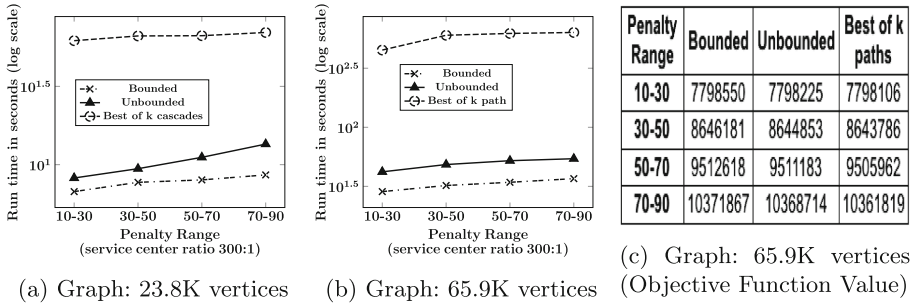 Run time in seconds (log scale)
10^1.5
10^1
Bounded
Unbounded
Best of k cascades
10-30 30-50 50-70 70-90
Penalty Range
(service center ratio 300:1)
(a) Graph: 23.8K vertices
Run time in seconds (log scale)
10^2.5
10^2
10^1.5
Bounded
Unbounded
Best of k path
10-30 30-50 50-70 70-90
Penalty Range
(service center ratio 300:1)
(b) Graph: 65.9K vertices
Penalty Range Bounded Unbounded Best of k paths
10-30 7798550 7798225 7798106
30-50 8646181 8644853 8643786
50-70 9512618 9511183 9505962
70-90 10371867 10368714 10361819
(c) Graph: 65.9K vertices
(Objective Function Value)